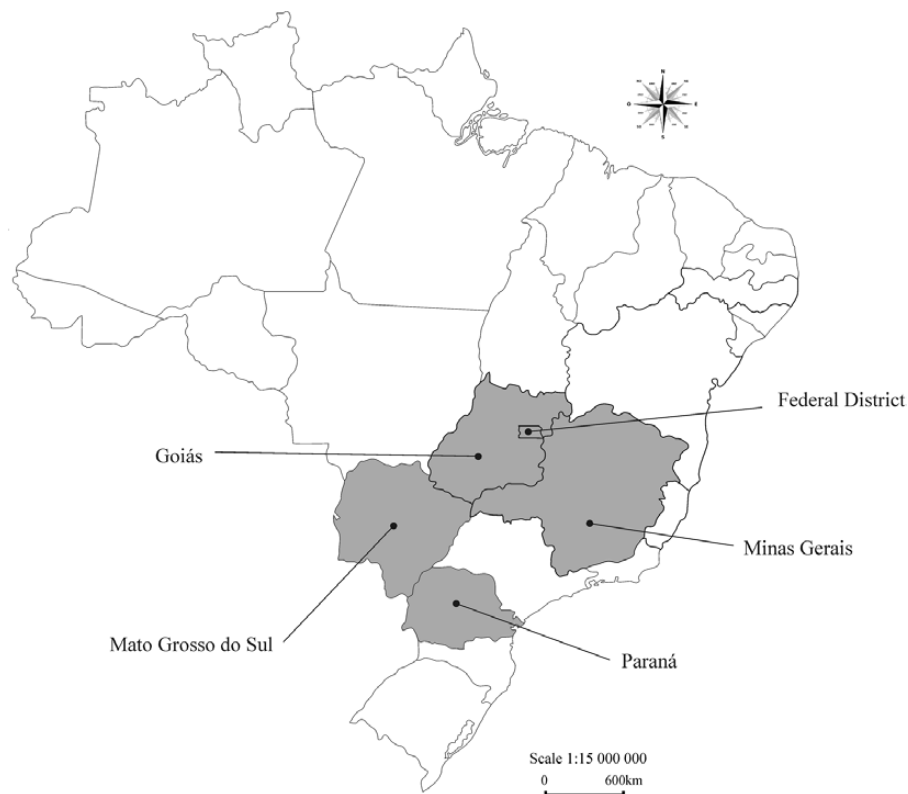 N
O
E
S
Federal District
Goiás
Minas Gerais
Mato Grosso do Sul
Paraná
Scale 1:15 000 000
0 600km